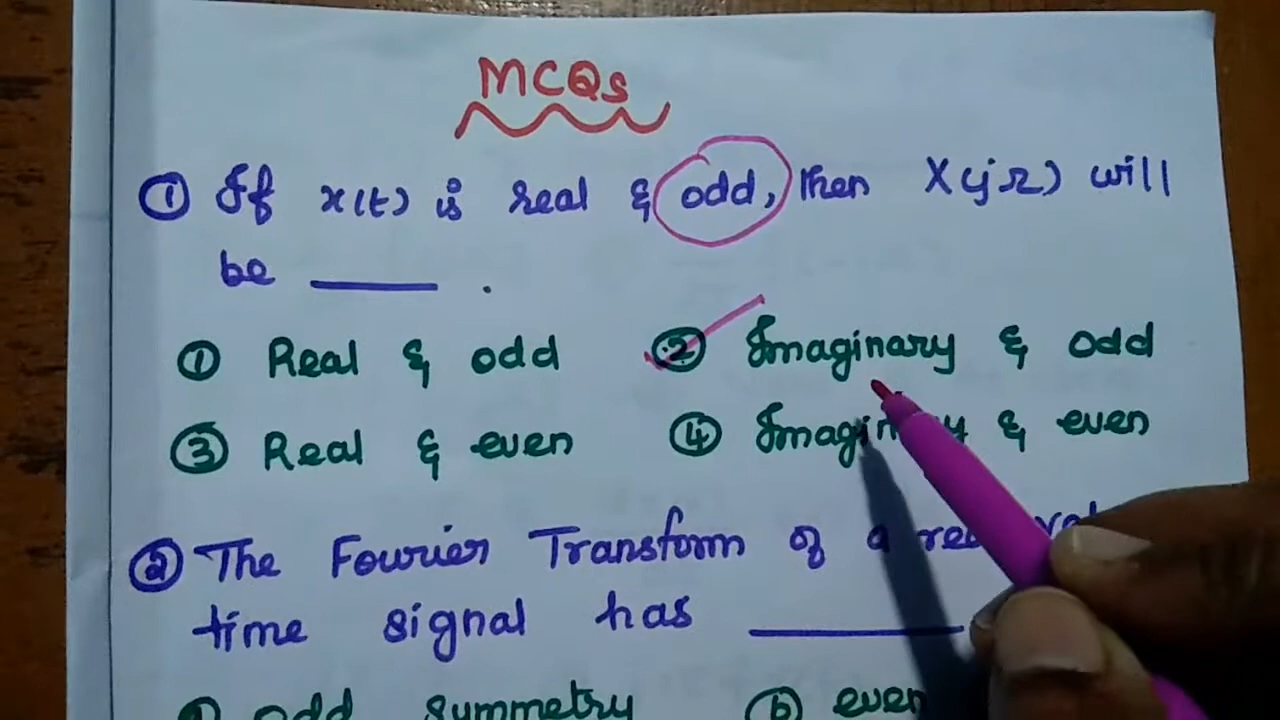 MCQs
① If x(t) is real & odd, then X(jΩ) will
be ____ .
① Real & odd ② Imaginary & odd
③ Real & even ④ Imaginary & even
② The Fourier Transform of a
time signal has ____
odd symmetry ⓑ even